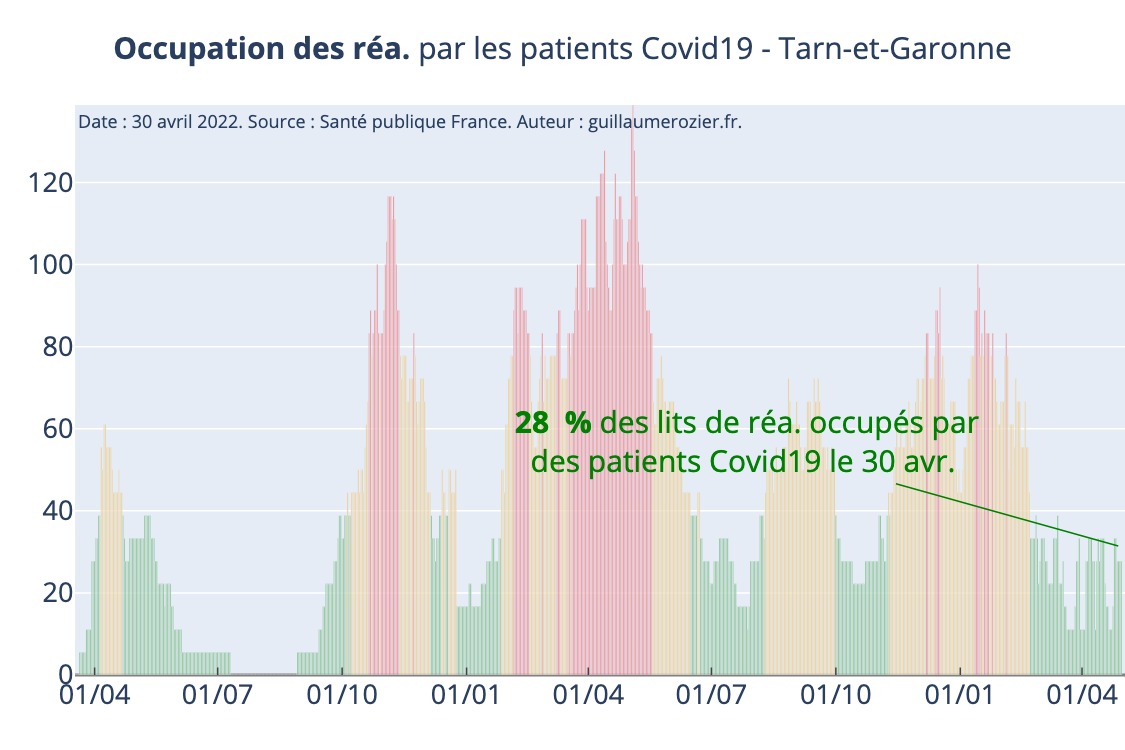 Occupation des réa. par les patients Covid19 - Tarn-et-Garonne
Date : 30 avril 2022. Source : Santé publique France. Auteur : guillaumerozier.fr.
120
100
80
60
40
20
0
28 % des lits de réa. occupés par
des patients Covid19 le 30 avr.
01/04 01/07 01/10 01/01 01/04 01/07 01/10 01/01 01/04